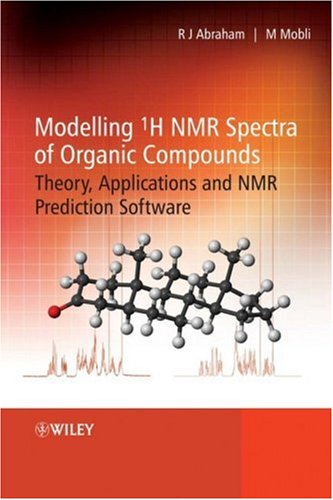 R J Abraham | M Mobli
Modelling ¹H NMR Spectra
of Organic Compounds
Theory, Applications and NMR
Prediction Software
WILEY